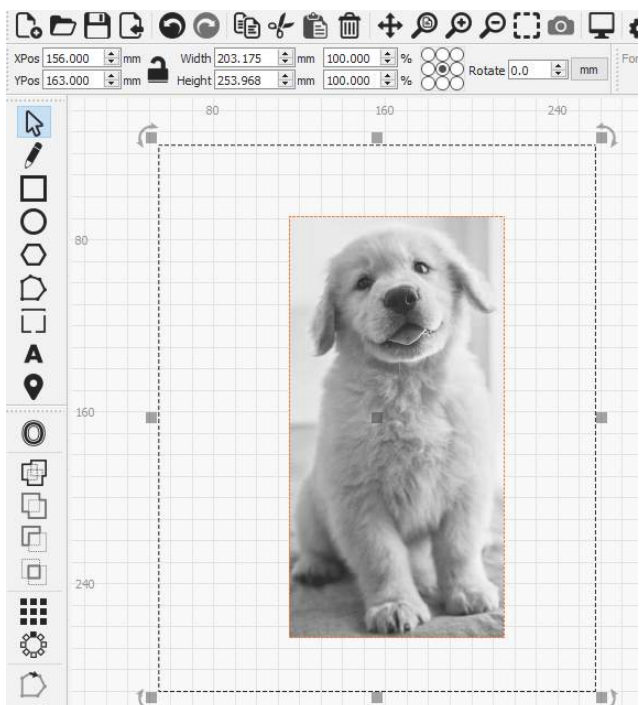 XPos 156.000 mm Width 203.175 mm 100.000 % Rotate 0.0 mm For
YPos 163.000 mm Height 253.968 mm 100.000 %
80 160 240
80
A
160
240